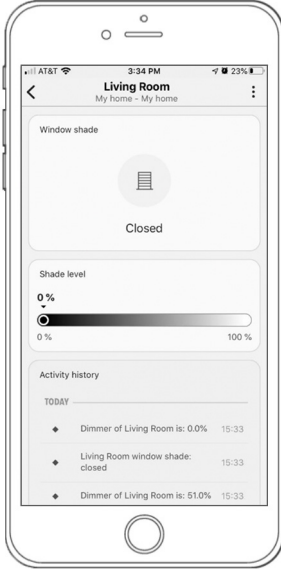 AT&T 3:34 PM 23%
Living Room
My home - My home
Window shade
Closed
Shade level
0 %
0 % 100 %
Activity history
TODAY
Dimmer of Living Room is: 0.0% 15:33
Living Room window shade:
closed 15:33
Dimmer of Living Room is: 51.0% 15:33